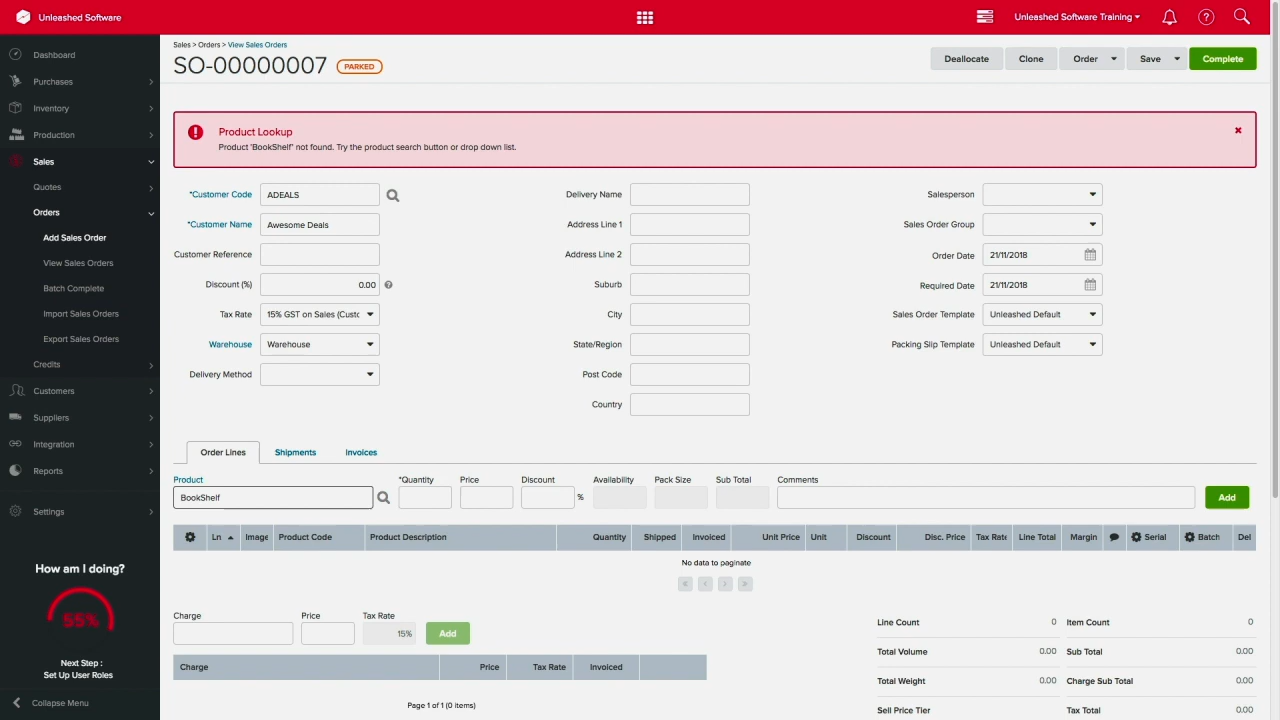 Unleashed Software
Unleashed Software Training
Dashboard
Purchases
Inventory
Production
Sales
Quotes
Orders
Add Sales Order
View Sales Orders
Batch Complete
Import Sales Orders
Export Sales Orders
Credits
Customers
Suppliers
Integration
Reports
Settings
How am I doing?
55%
Next Step :
Set Up User Roles
Collapse Menu
Sales > Orders > View Sales Orders
SO-00000007 PARKED
Deallocate Clone Order Save Complete
Product Lookup
Product 'BookShelf' not found. Try the product search button or drop down list.
*Customer Code ADEALS
*Customer Name Awesome Deals
Customer Reference
Discount (%) 0.00
Tax Rate 15% GST on Sales (Custo
Warehouse Warehouse
Delivery Method
Delivery Name
Address Line 1
Address Line 2
Suburb
City
State/Region
Post Code
Country
Salesperson
Sales Order Group
Order Date 21/11/2018
Required Date 21/11/2018
Sales Order Template Unleashed Default
Packing Slip Template Unleashed Default
Order Lines Shipments Invoices
Product *Quantity Price Discount Availability Pack Size Sub Total Comments
BookShelf % Add
Ln Image Product Code Product Description Quantity Shipped Invoiced Unit Price Unit Discount Disc. Price Tax Rate Line Total Margin Serial Batch Del
No data to paginate
Charge Price Tax Rate
15% Add
Charge Price Tax Rate Invoiced
Page 1 of 1 (0 items)
Line Count 0 Item Count 0
Total Volume 0.00 Sub Total 0.00
Total Weight 0.00 Charge Sub Total 0.00
Sell Price Tier Tax Total 0.00